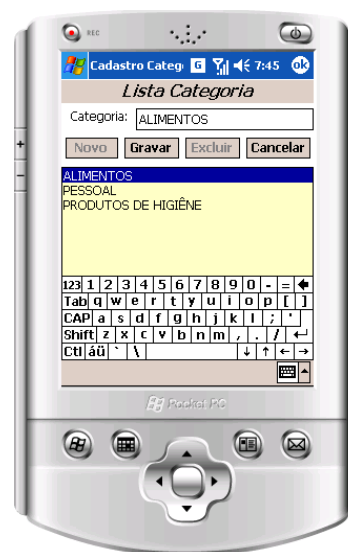 REC
Cadastro Categ G 7:45 ok
Lista Categoria
Categoria: ALIMENTOS
Novo Gravar Excluir Cancelar
ALIMENTOS
PESSOAL
PRODUTOS DE HIGIÊNE
123 1 2 3 4 5 6 7 8 9 0 - =
Tab q w e r t y u i o p [ ]
CAP a s d f g h j k l ; '
Shift z x c v b n m , . /
Ctl áü ` \
Pocket PC